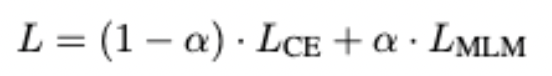 L = (1 − α) · L_CE + α · L_MLM